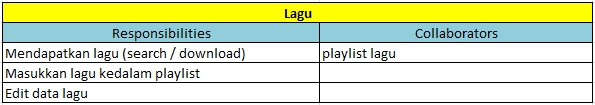 Lagu
Responsibilities Collaborators
Mendapatkan lagu (search / download) playlist lagu
Masukkan lagu kedalam playlist
Edit data lagu